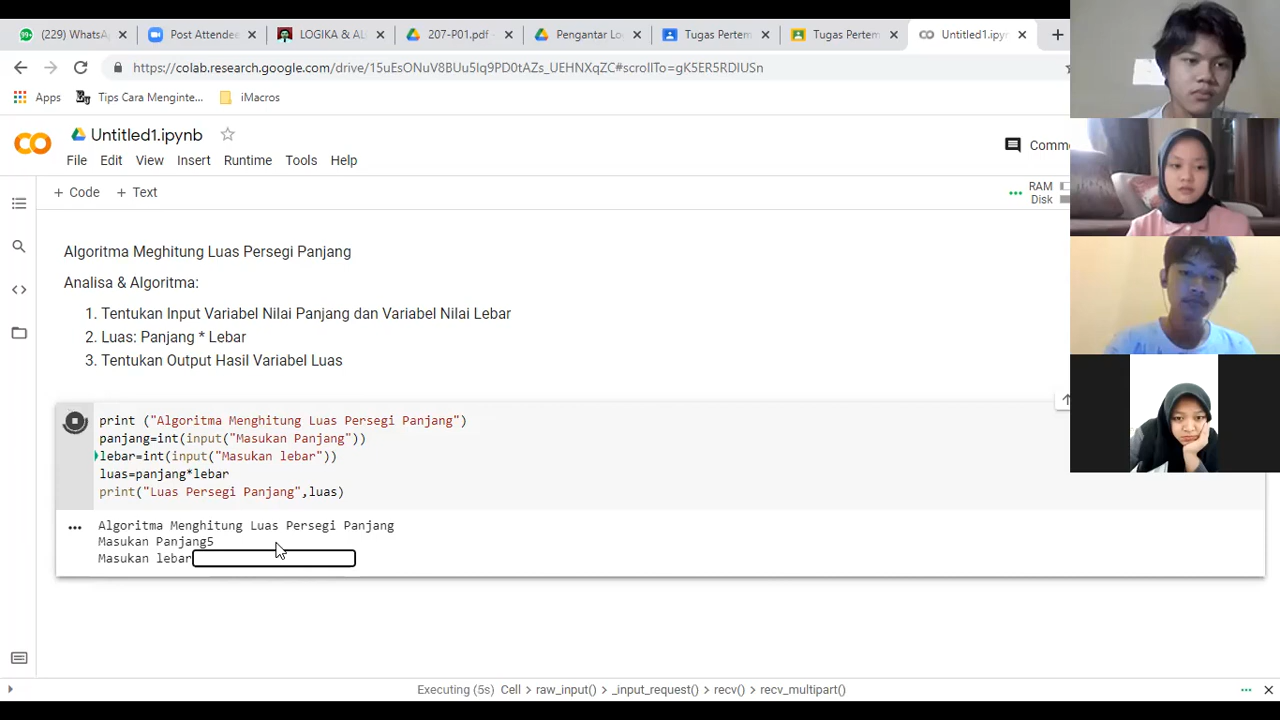 (229) WhatsAp
Post Attendee
LOGIKA & AL
207-P01.pdf -
Pengantar Lo
Tugas Pertem
Tugas Pertem
Untitled1.ipyn
https://colab.research.google.com/drive/15uEsONuV8BUu5Iq9PD0tAZs_UEHNXqZC#scrollTo=gK5ER5RDIUSn
Apps
Tips Cara Menginte...
iMacros
CO
Untitled1.ipynb
File Edit View Insert Runtime Tools Help
Comme
+ Code + Text
RAM
Disk
Algoritma Meghitung Luas Persegi Panjang
Analisa & Algoritma:
1. Tentukan Input Variabel Nilai Panjang dan Variabel Nilai Lebar
2. Luas: Panjang * Lebar
3. Tentukan Output Hasil Variabel Luas
print ("Algoritma Menghitung Luas Persegi Panjang")
panjang=int(input("Masukan Panjang"))
lebar=int(input("Masukan lebar"))
luas=panjang*lebar
print("Luas Persegi Panjang",luas)
Algoritma Menghitung Luas Persegi Panjang
Masukan Panjang5
Masukan lebar
Executing (5s) Cell > raw_input() > _input_request() > recv() > recv_multipart()